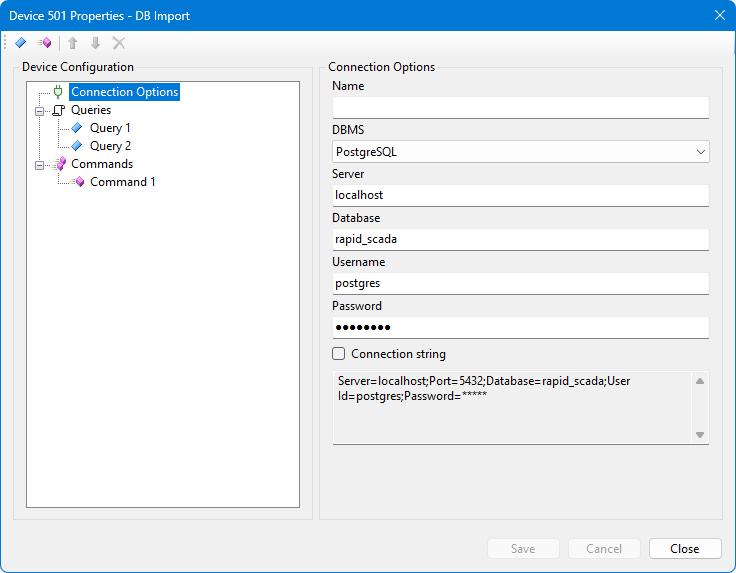 Device 501 Properties - DB Import
Device Configuration
Connection Options
Queries
Query 1
Query 2
Commands
Command 1
Connection Options
Name
DBMS
PostgreSQL
Server
localhost
Database
rapid_scada
Username
postgres
Password
●●●●●●●●
Connection string
Server=localhost;Port=5432;Database=rapid_scada;User
Id=postgres;Password=*****
Save
Cancel
Close